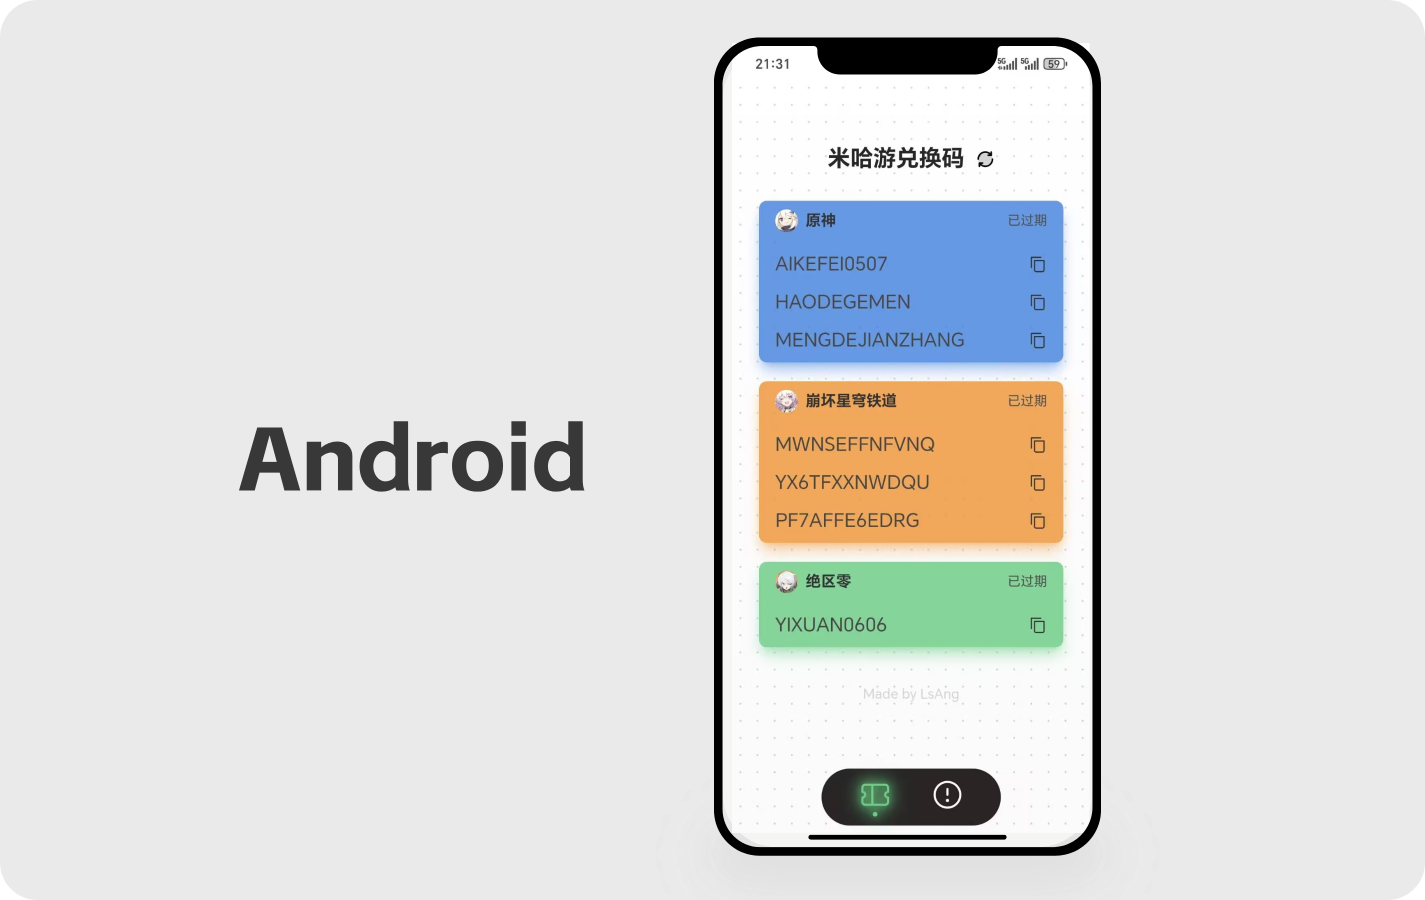 Android
21:31
5G 5G 59
米哈游兑换码
原神 已过期
AIKEFEI0507
HAODEGEMEN
MENGDEJIANZHANG
崩坏星穹铁道 已过期
MWNSEFFNFVNQ
YX6TFXXNWDQU
PF7AFFE6EDRG
绝区零 已过期
YIXUAN0606
Made by LsAng